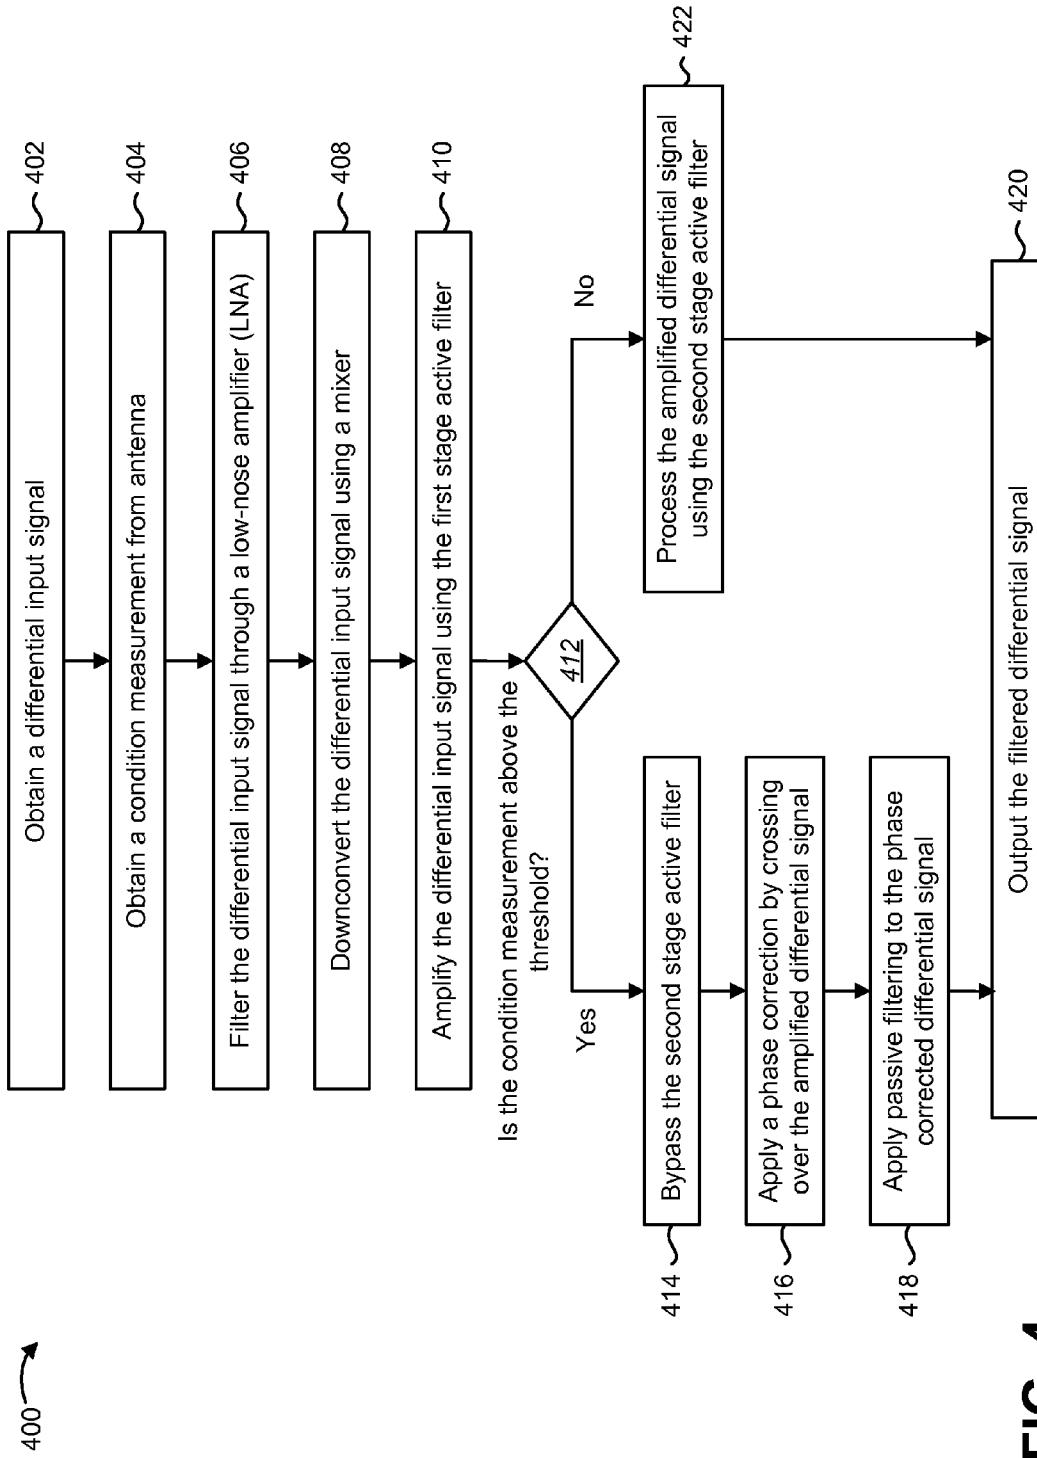 400
Obtain a differential input signal
402
Obtain a condition measurement from antenna
404
Filter the differential input signal through a low-nose amplifier (LNA)
406
Downconvert the differential input signal using a mixer
408
Amplify the differential input signal using the first stage active filter
410
Is the condition measurement above the
threshold?
412
Yes
No
414
Bypass the second stage active filter
416
Apply a phase correction by crossing
over the amplified differential signal
418
Apply passive filtering to the phase
corrected differential signal
Process the amplified differential signal
using the second stage active filter
422
Output the filtered differential signal
420
FIG.